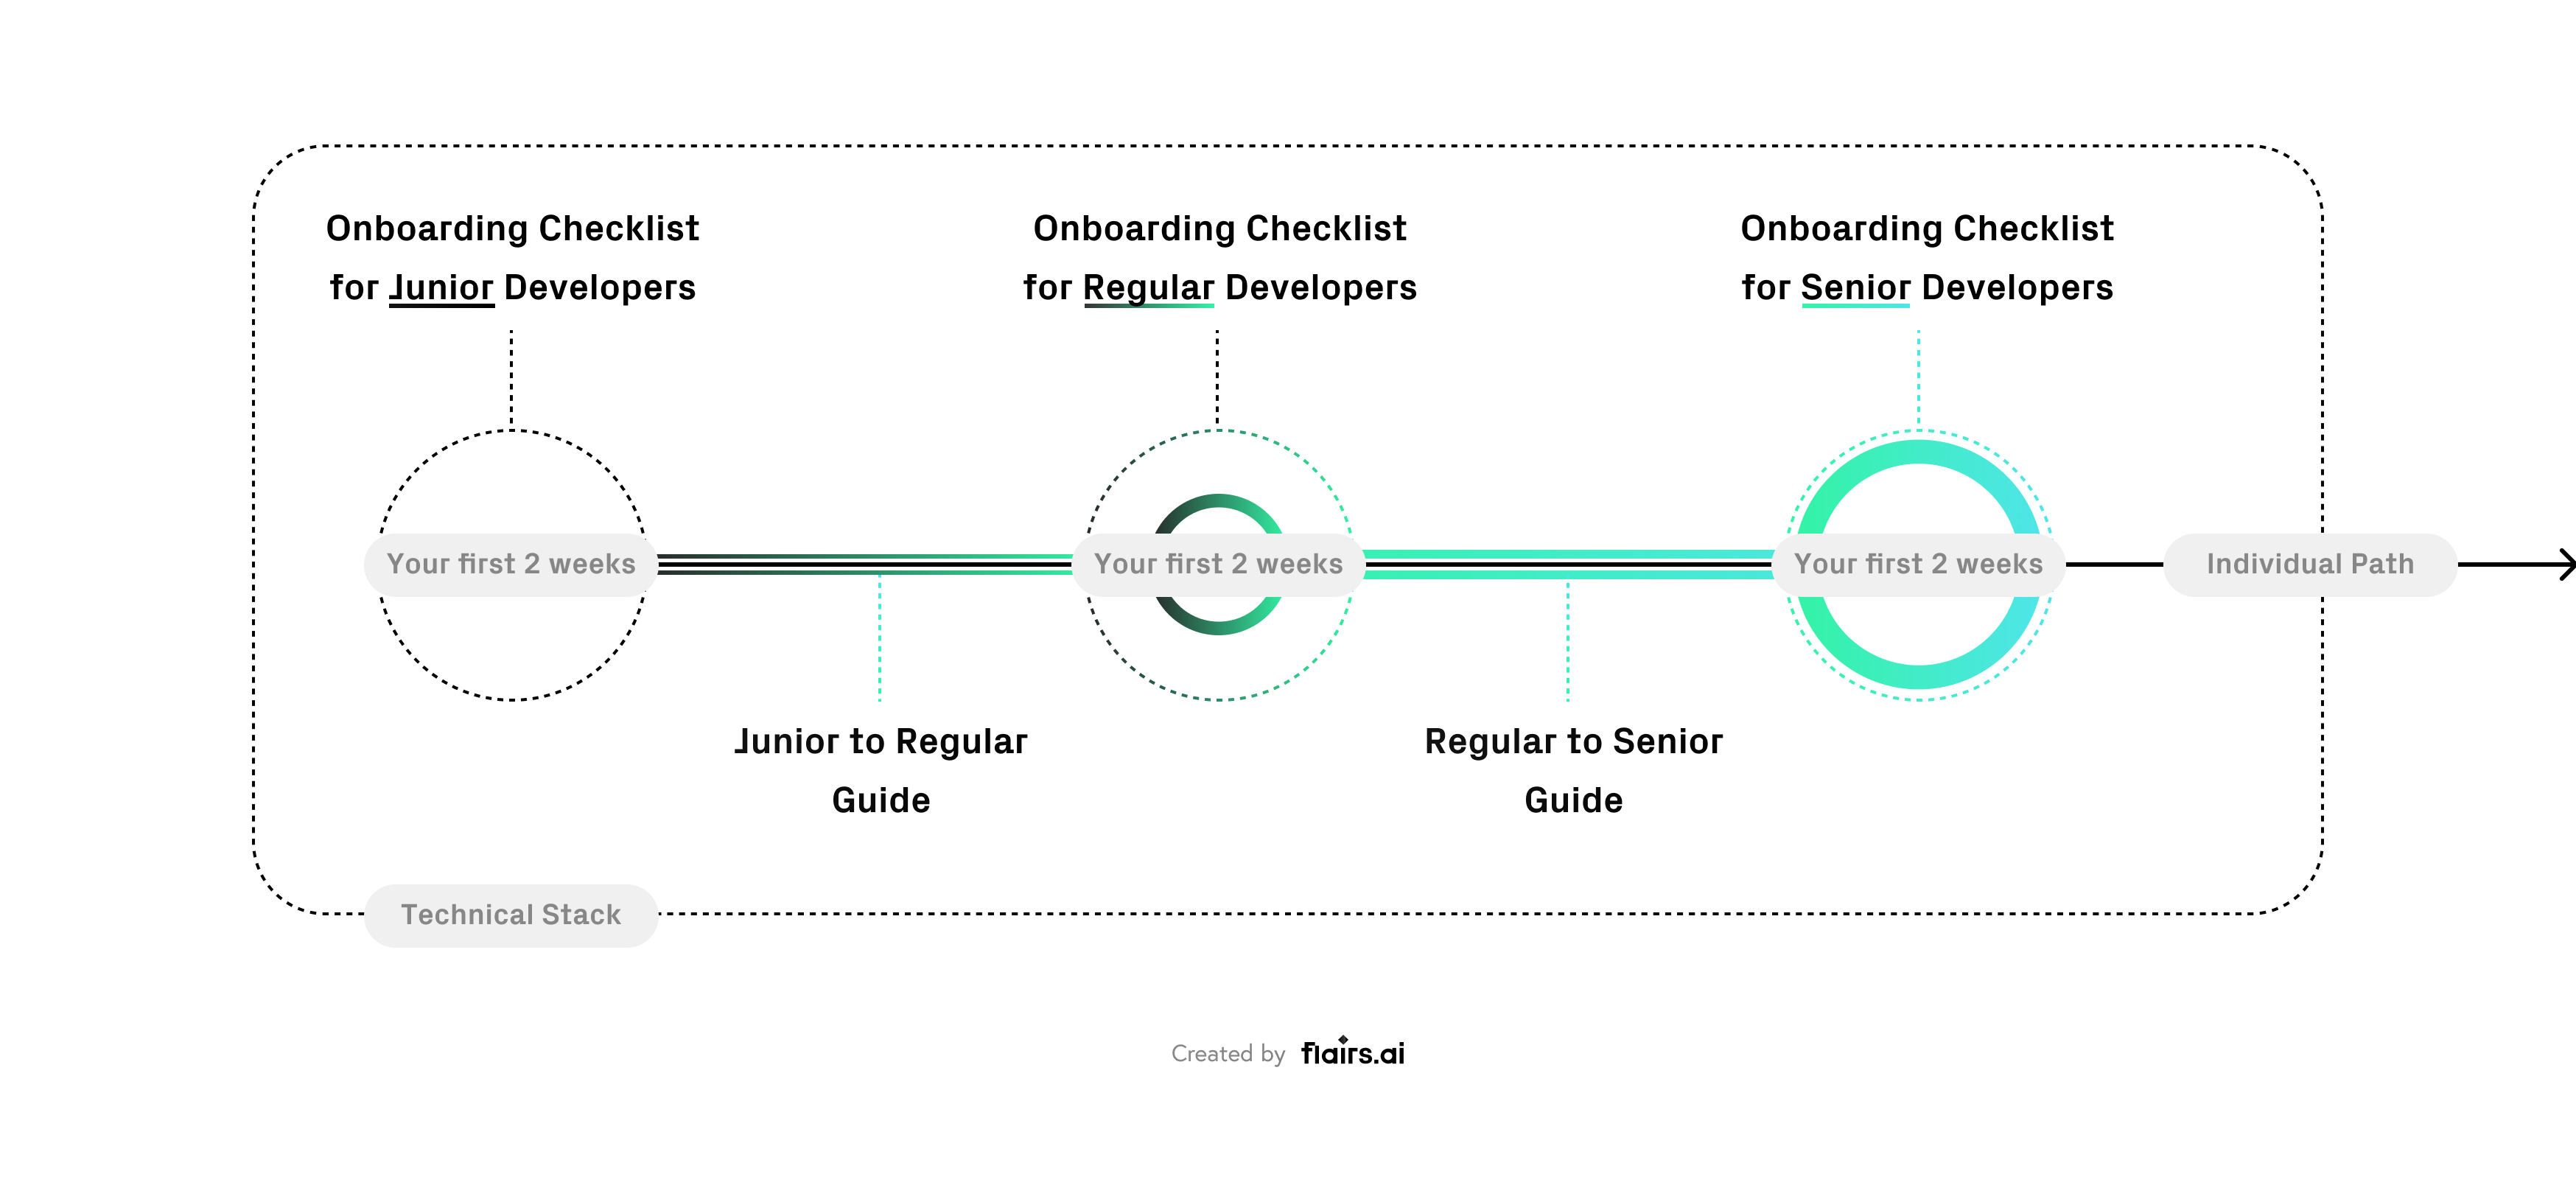 Onboarding Checklist
for Junior Developers
Onboarding Checklist
for Regular Developers
Onboarding Checklist
for Senior Developers
Your first 2 weeks
Your first 2 weeks
Your first 2 weeks
Individual Path
Junior to Regular
Guide
Regular to Senior
Guide
Technical Stack
Created by flairs.ai